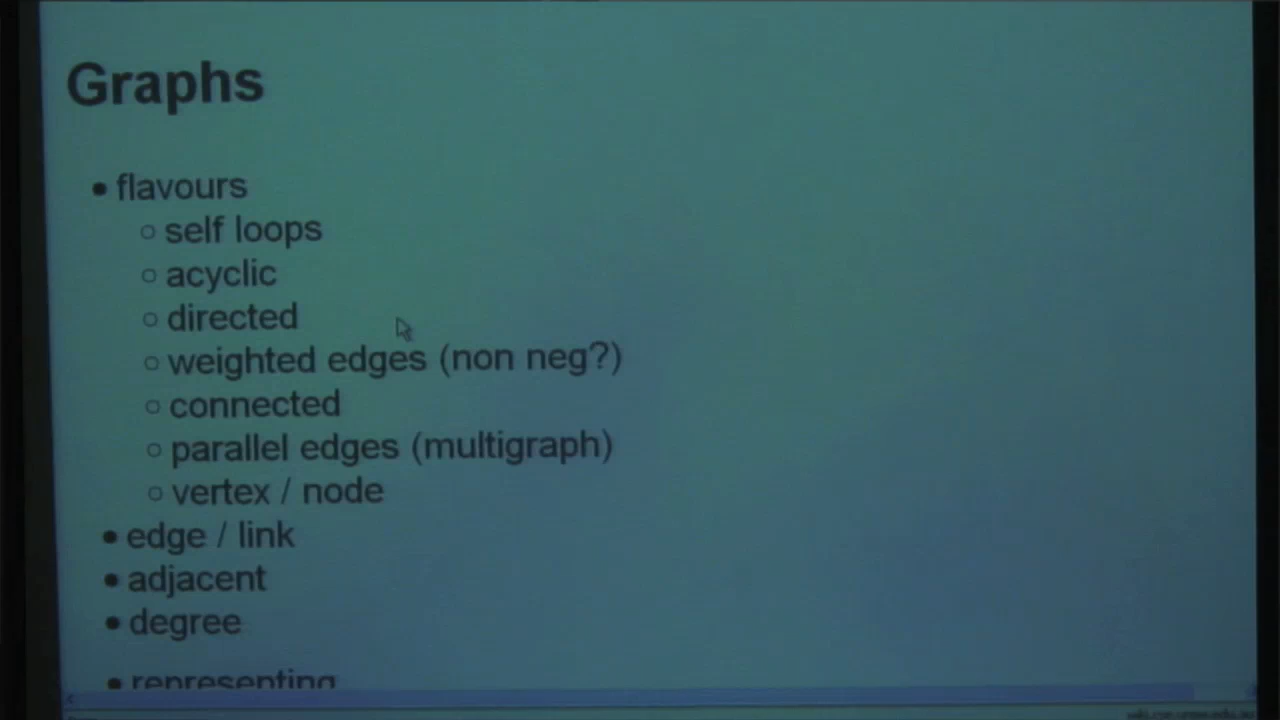 Graphs
• flavours
○ self loops
○ acyclic
○ directed
○ weighted edges (non neg?)
○ connected
○ parallel edges (multigraph)
○ vertex / node
• edge / link
• adjacent
• degree
• representing